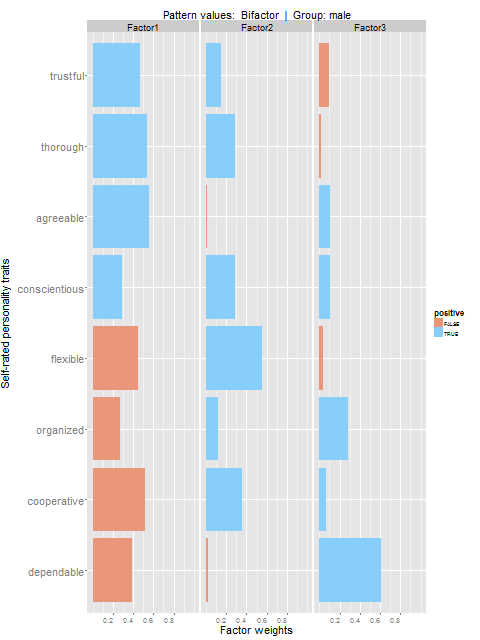 Pattern values: Bifactor | Group: male
Factor1 Factor2 Factor3
trustful
thorough
agreeable
conscientious
flexible
organized
cooperative
dependable
Self-rated personality traits
0.2 0.4 0.6 0.8 0.2 0.4 0.6 0.8 0.2 0.4 0.6 0.8
Factor weights
positive
FALSE
TRUE